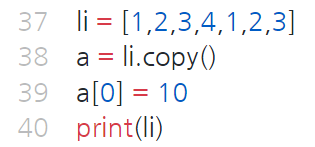 37 li = [1,2,3,4,1,2,3]
38 a = li.copy()
39 a[0] = 10
40 print(li)